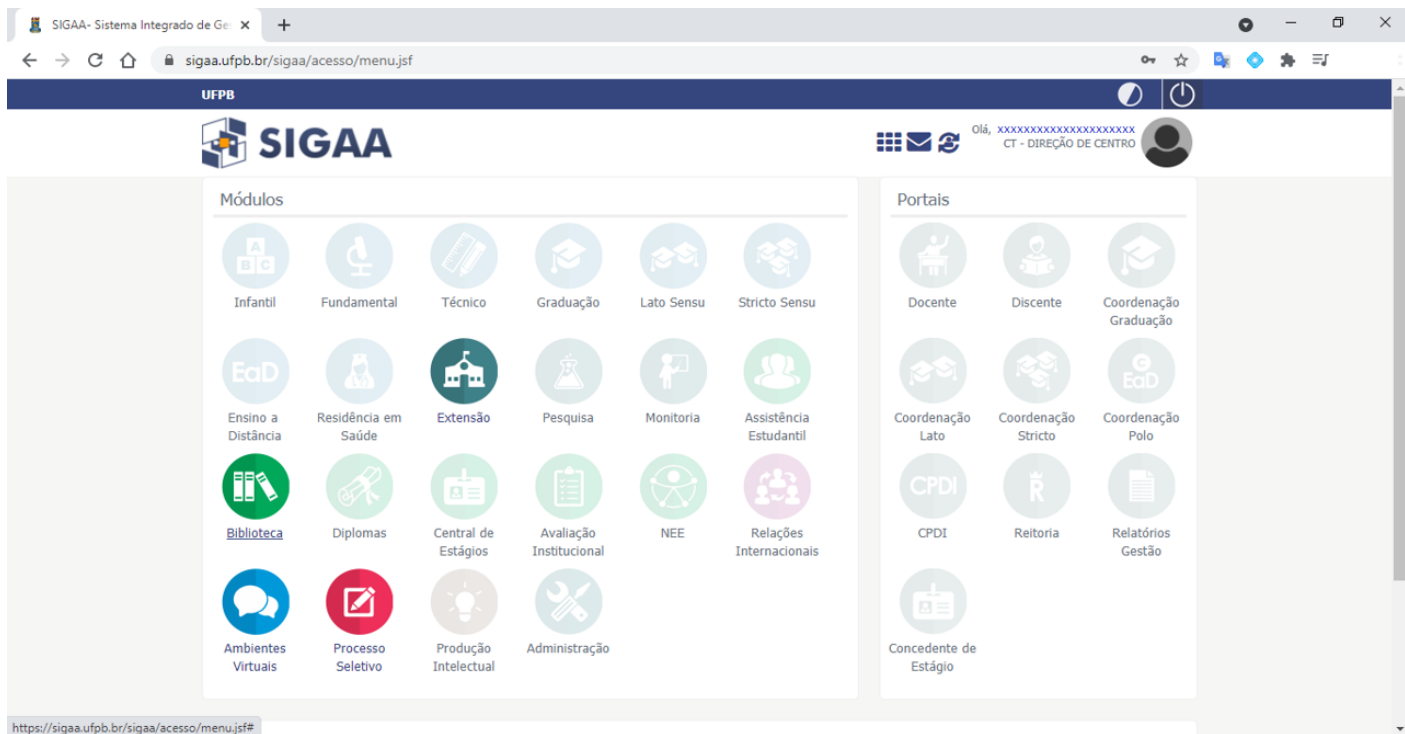 SIGAA- Sistema Integrado de Ge
sigaa.ufpb.br/sigaa/acesso/menu.jsf
UFPB
SIGAA
Olá, xxxxxxxxxxxxxxxxxxxxxx
CT - DIREÇÃO DE CENTRO
Módulos
A
B C
Infantil
Fundamental
Técnico
Graduação
Lato Sensu
Stricto Sensu
EaD
Ensino a
Distância
Residência em
Saúde
Extensão
Pesquisa
Monitoria
Assistência
Estudantil
Biblioteca
Diplomas
Central de
Estágios
Avaliação
Institucional
NEE
Relações
Internacionais
Ambientes
Virtuais
Processo
Seletivo
Produção
Intelectual
Administração
Portais
Docente
Discente
Coordenação
Graduação
Coordenação
Lato
Coordenação
Stricto
C
EaD
Coordenação
Polo
CPDI
CPDI
R
Reitoria
Relatórios
Gestão
Concedente de
Estágio
https://sigaa.ufpb.br/sigaa/acesso/menu.jsf#